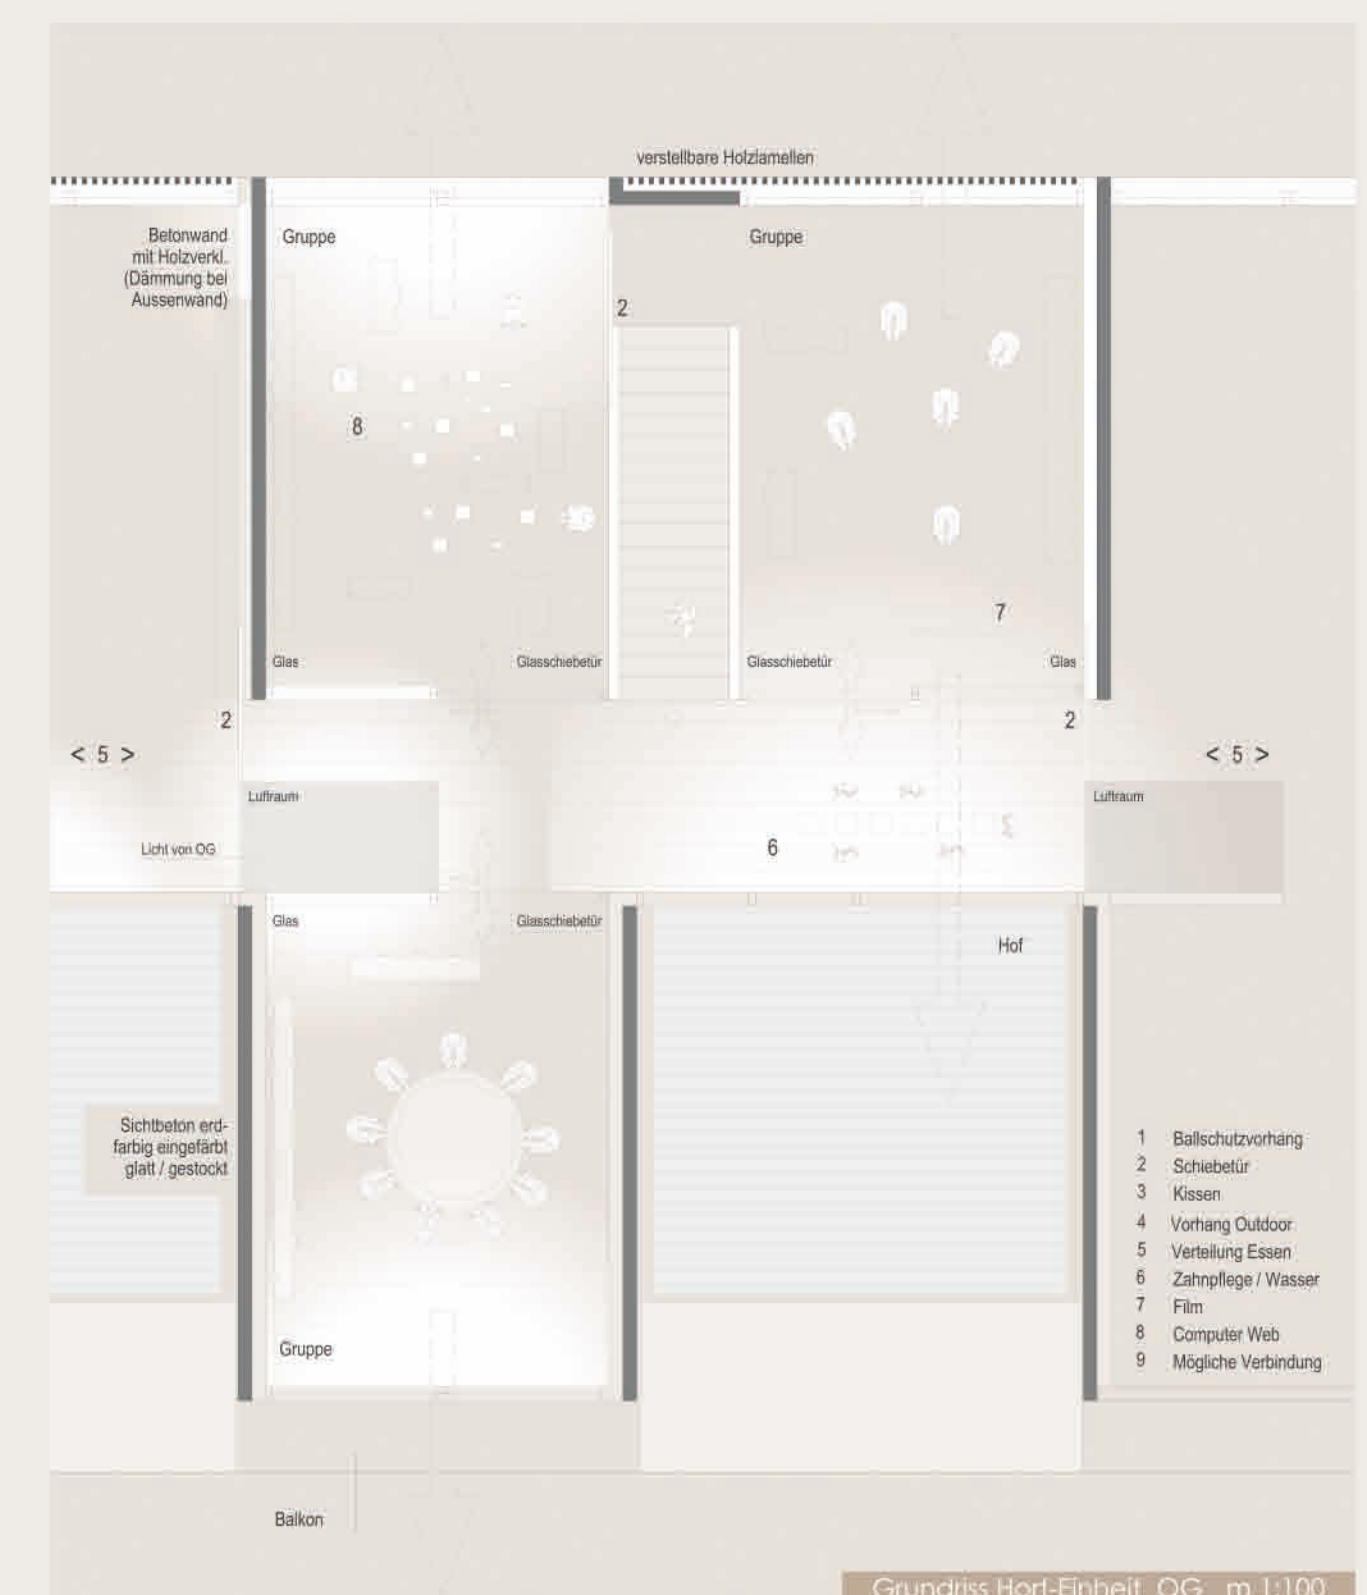 verstellbare Holzlamellen
Betonwand
mit Holzverkl.
(Dämmung bei
Aussenwand)
Gruppe
Gruppe
2
8
7
Glas
Glasschiebetür
Glasschiebetür
Glas
2
2
< 5 >
< 5 >
Luftraum
Luftraum
Licht von OG
6
Glas
Glasschiebetür
Hof
Sichtbeton erd-
farbig eingefärbt
glatt / gestockt
Gruppe
1 Ballschutzvorhang
2 Schiebetür
3 Kissen
4 Vorhang Outdoor
5 Verteilung Essen
6 Zahnpflege / Wasser
7 Film
8 Computer Web
9 Mögliche Verbindung
Balkon
Grundriss Hort-Einheit OG m 1:100